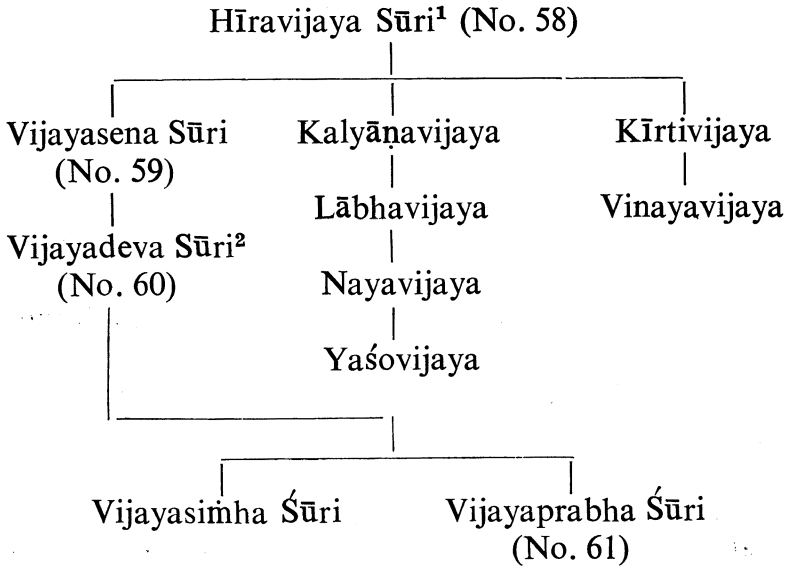 Hīravijaya Sūri¹ (No. 58)
Vijayasena Sūri
(No. 59)
Kalyāṇavijaya
Kīrtivijaya
Lābhavijaya
Vinayavijaya
Vijayadeva Sūri²
(No. 60)
Nayavijaya
Yaśovijaya
Vijayasiṁha Śūri
Vijayaprabha Śūri
(No. 61)